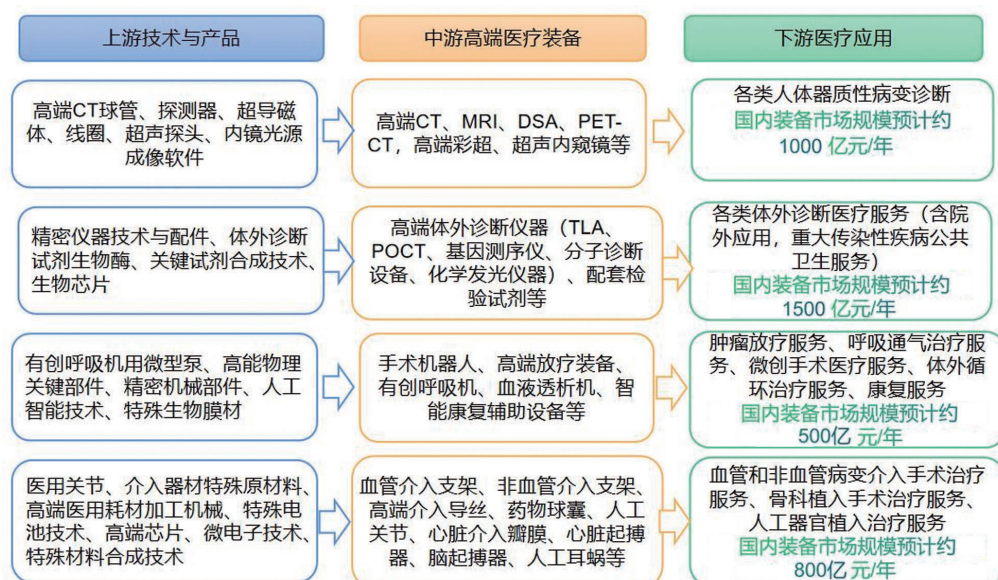 上游技术与产品
中游高端医疗装备
下游医疗应用
高端CT球管、探测器、超导磁
体、线圈、超声探头、内镜光源
成像软件
高端CT、MRI、DSA、PET-
CT，高端彩超、超声内窥镜等
各类人体器质性病变诊断
国内装备市场规模预计约
1000 亿元/年
精密仪器技术与配件、体外诊断
试剂生物酶、关键试剂合成技术、
生物芯片
高端体外诊断仪器（TLA、
POCT、基因测序仪、分子诊断
设备、化学发光仪器）、配套检
验试剂等
各类体外诊断医疗服务（含院
外应用，重大传染性疾病公共
卫生服务）
国内装备市场规模预计约
1500 亿元/年
有创呼吸机用微型泵、高能物理
关键部件、精密机械部件、人工
智能技术、特殊生物膜材
手术机器人、高端放疗装备、
有创呼吸机、血液透析机、智
能康复辅助设备等
肿瘤放疗服务、呼吸通气治疗服
务、微创手术医疗服务、体外循
环治疗服务、康复服务
国内装备市场规模预计约
500亿 元/年
医用关节、介入器材特殊原材料、
高端医用耗材加工机械、特殊电
池技术、高端芯片、微电子技术、
特殊材料合成技术
血管介入支架、非血管介入支架、
高端介入导丝、药物球囊、人工
关节、心脏介入瓣膜、心脏起搏
器、脑起搏器、人工耳蜗等
血管和非血管病变介入手术治疗
服务、骨科植入手术治疗服务、
人工器官植入治疗服务
国内装备市场规模预计约
800亿 元/年